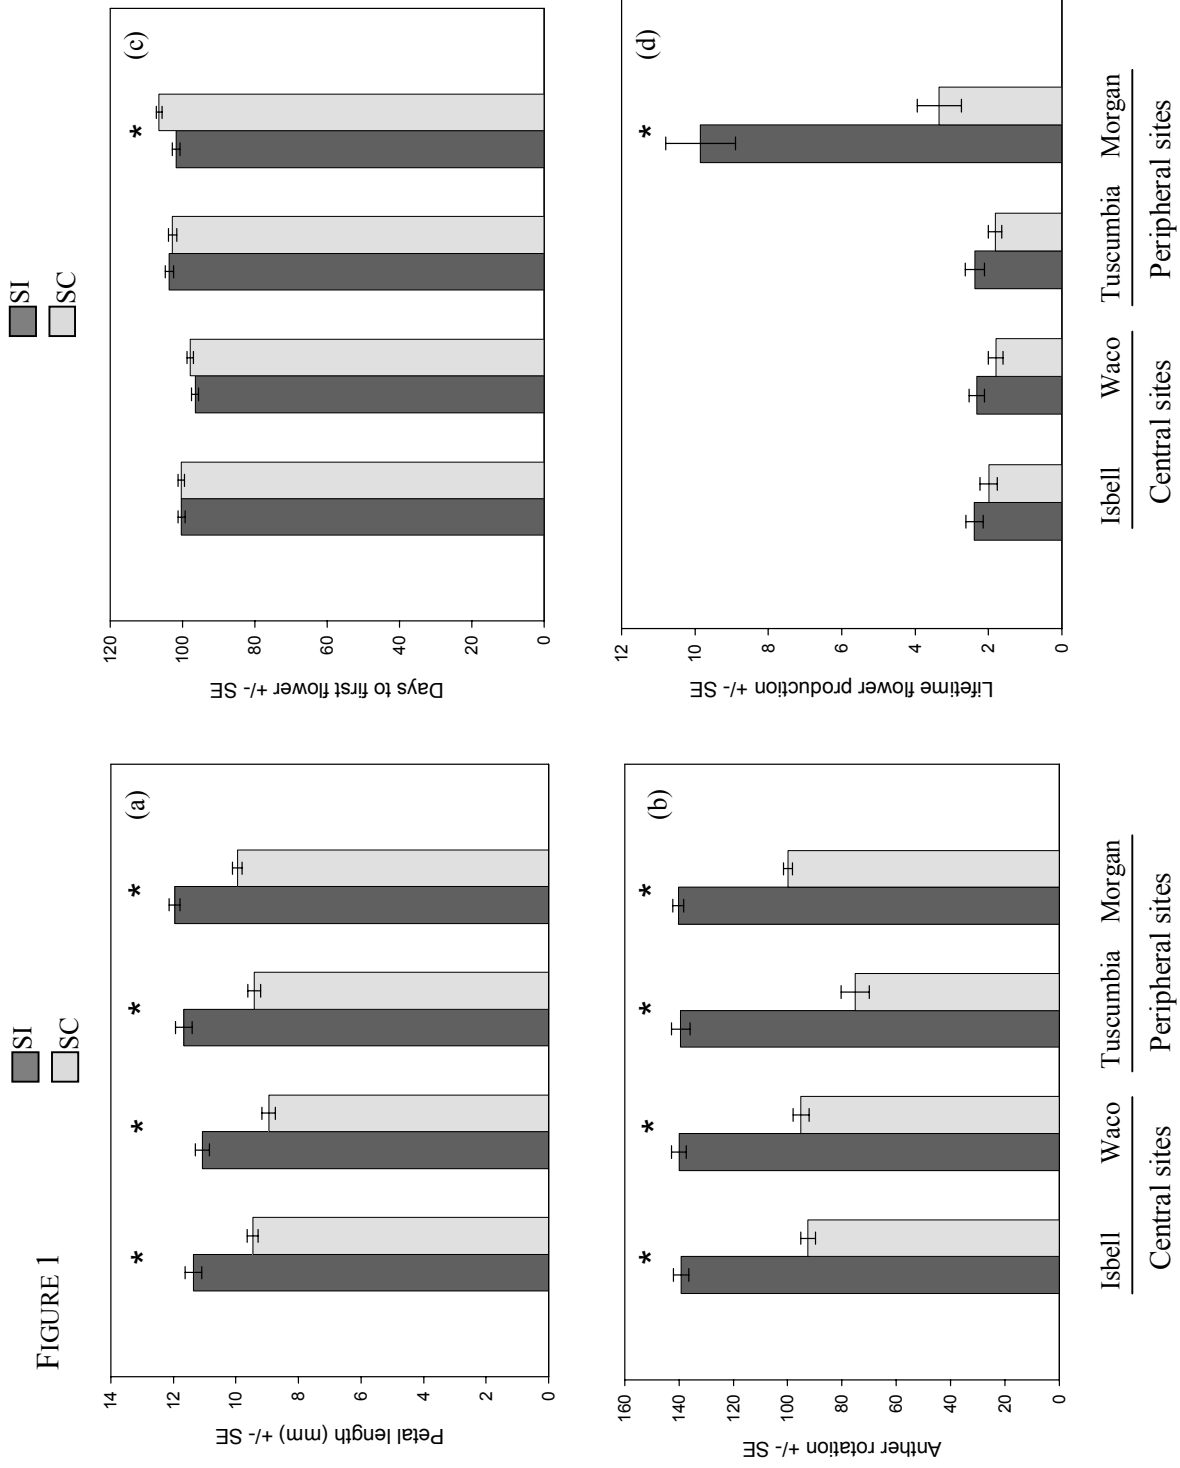 FIGURE 1
SI
SC
SI
SC
(a)
*
*
*
*
14
12
10
8
6
4
2
0
Petal length (mm) +/- SE
(c)
*
120
100
80
60
40
20
0
Days to first flower +/- SE
(b)
*
*
*
*
160
140
120
100
80
60
40
20
0
Anther rotation +/- SE
Isbell Waco Tuscumbia Morgan
Central sites Peripheral sites
(d)
*
12
10
8
6
4
2
0
Lifetime flower production +/- SE
Isbell Waco Tuscumbia Morgan
Central sites Peripheral sites